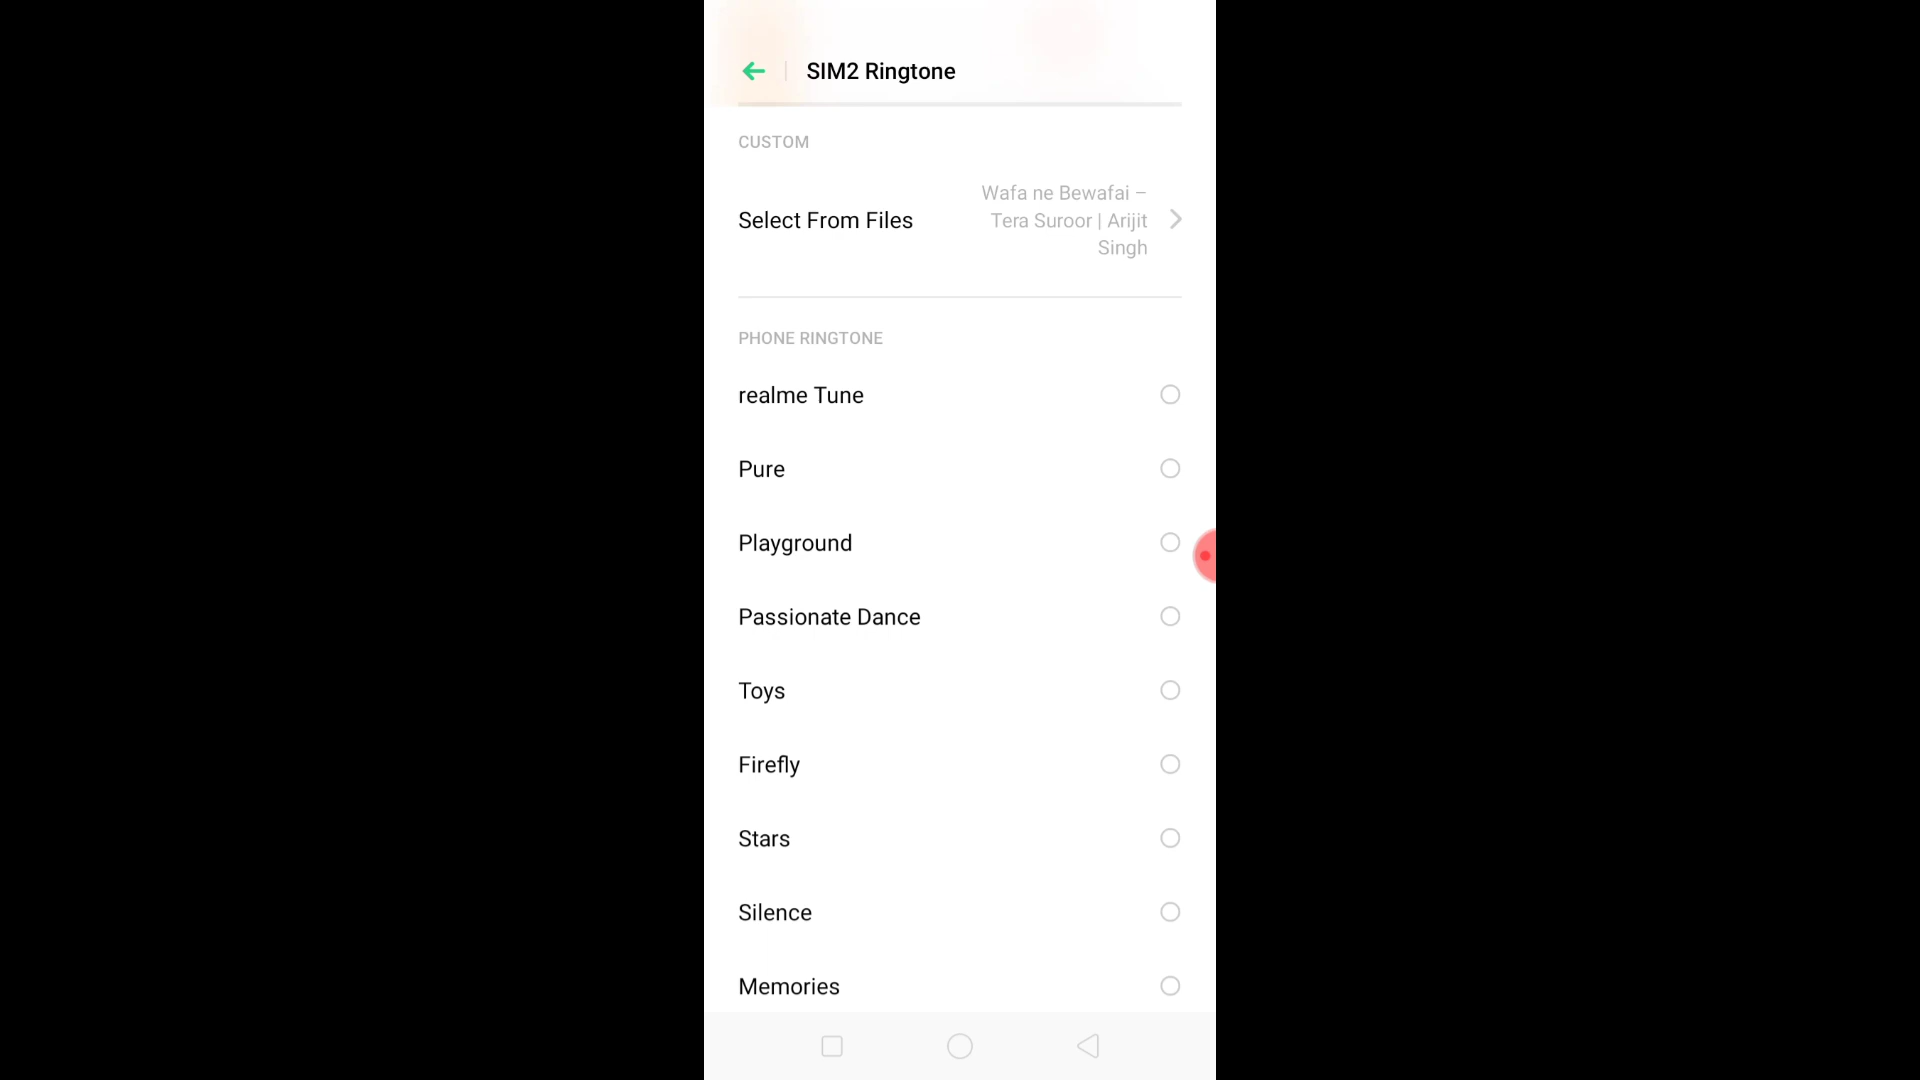 SIM2 Ringtone
CUSTOM
Select From Files
Wafa ne Bewafai –
Tera Suroor | Arijit
Singh
PHONE RINGTONE
realme Tune
Pure
Playground
Passionate Dance
Toys
Firefly
Stars
Silence
Memories